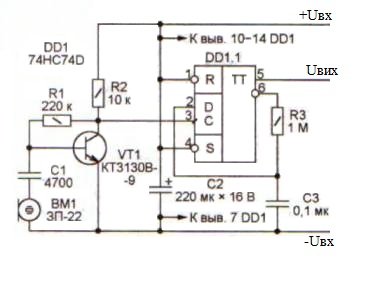 +Uвх
К выв. 10–14 DD1
DD1
74HC74D
DD1.1
R1
220 к
R2
10 к
1
R
TT
5
Uвих
6
2
D
3
C
R3
1 М
4
S
C1
4700
VT1
КТ3130В-
-9
C2
220 мк × 16 В
C3
0,1 мк
BM1
ЗП-22
К выв. 7 DD1
-Uвх